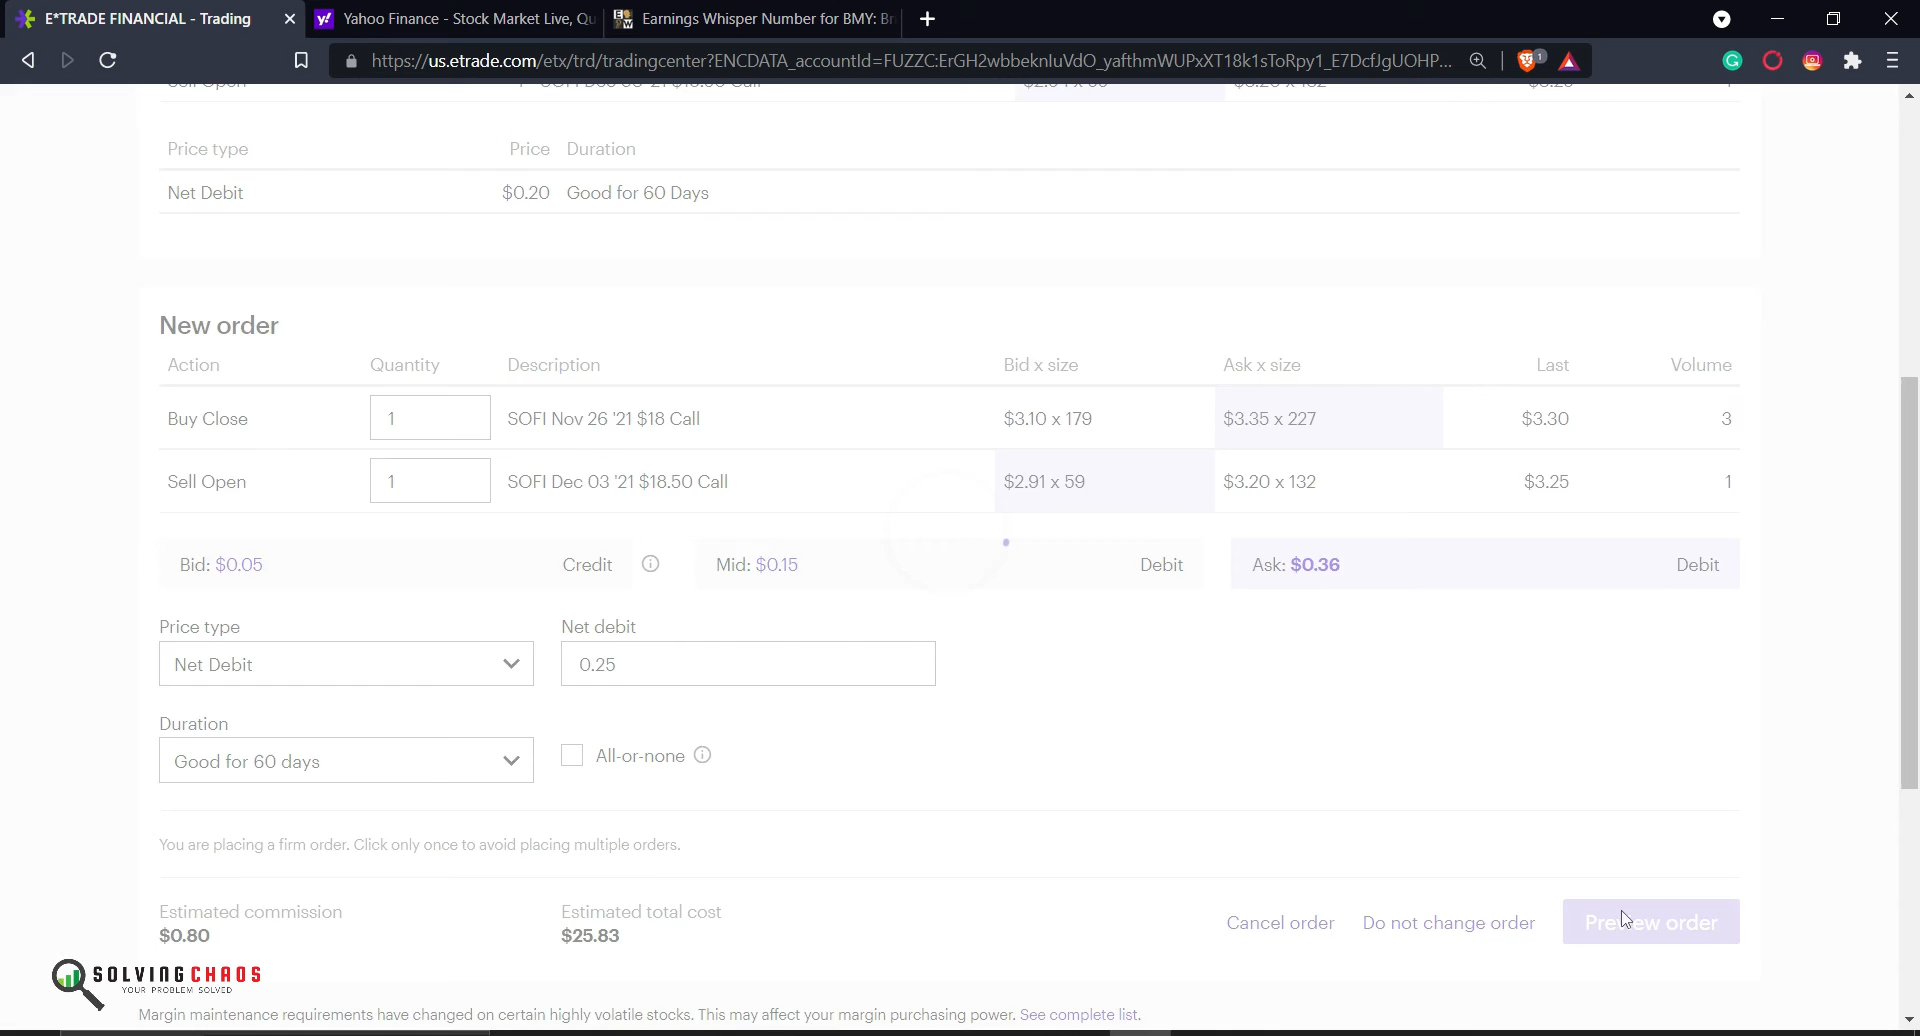 E*TRADE FINANCIAL - Trading
Yahoo Finance - Stock Market Live, Qu
Earnings Whisper Number for BMY: Br
https://us.etrade.com/etx/trd/tradingcenter?ENCDATA_accountId=FUZZC:ErGH2wbbeknIuVdO_yafthmWUPxXT18k1sToRpy1_E7DcfJgUOHP...
1
Price type Price Duration
Net Debit $0.20 Good for 60 Days
New order
Action Quantity Description Bid x size Ask x size Last Volume
Buy Close 1 SOFI Nov 26 '21 $18 Call $3.10 x 179 $3.35 x 227 $3.30 3
Sell Open 1 SOFI Dec 03 '21 $18.50 Call $2.91 x 59 $3.20 x 132 $3.25 1
Bid: $0.05 Credit Mid: $0.15 Debit Ask: $0.36 Debit
Price type Net debit
Net Debit 0.25
Duration
Good for 60 days All-or-none
You are placing a firm order. Click only once to avoid placing multiple orders.
Estimated commission Estimated total cost
$0.80 $25.83
Cancel order Do not change order Preview order
SOLVING CHAOS
YOUR PROBLEM SOLVED
Margin maintenance requirements have changed on certain highly volatile stocks. This may affect your margin purchasing power. See complete list.